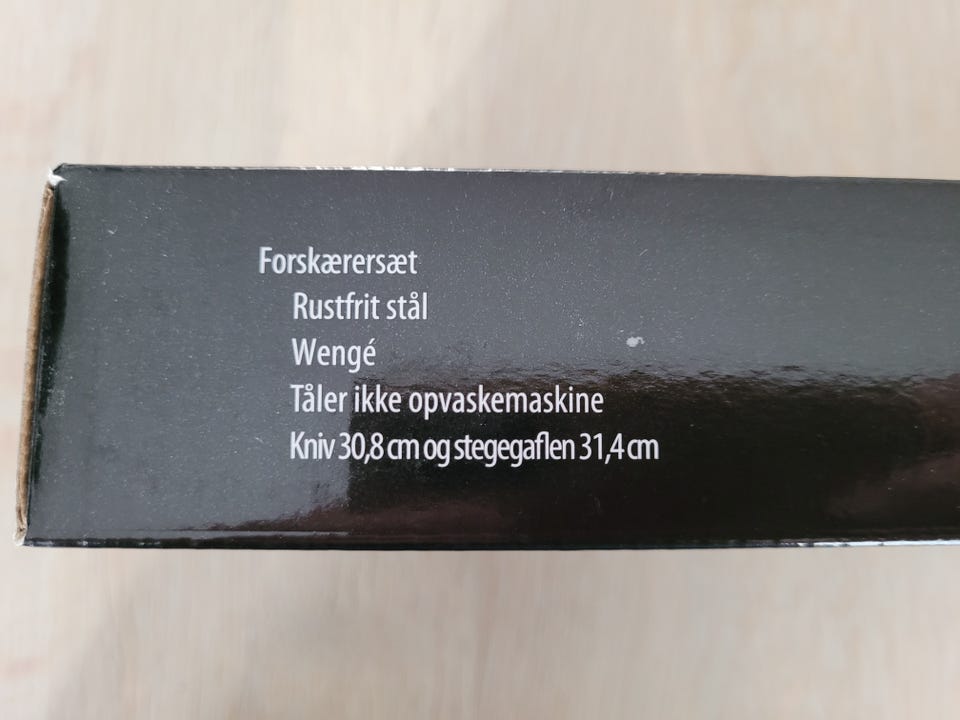 Forskærersæt
Rustfrit stål
Wengé
Tåler ikke opvaskemaskine
Kniv 30,8 cm og stegegaflen 31,4 cm